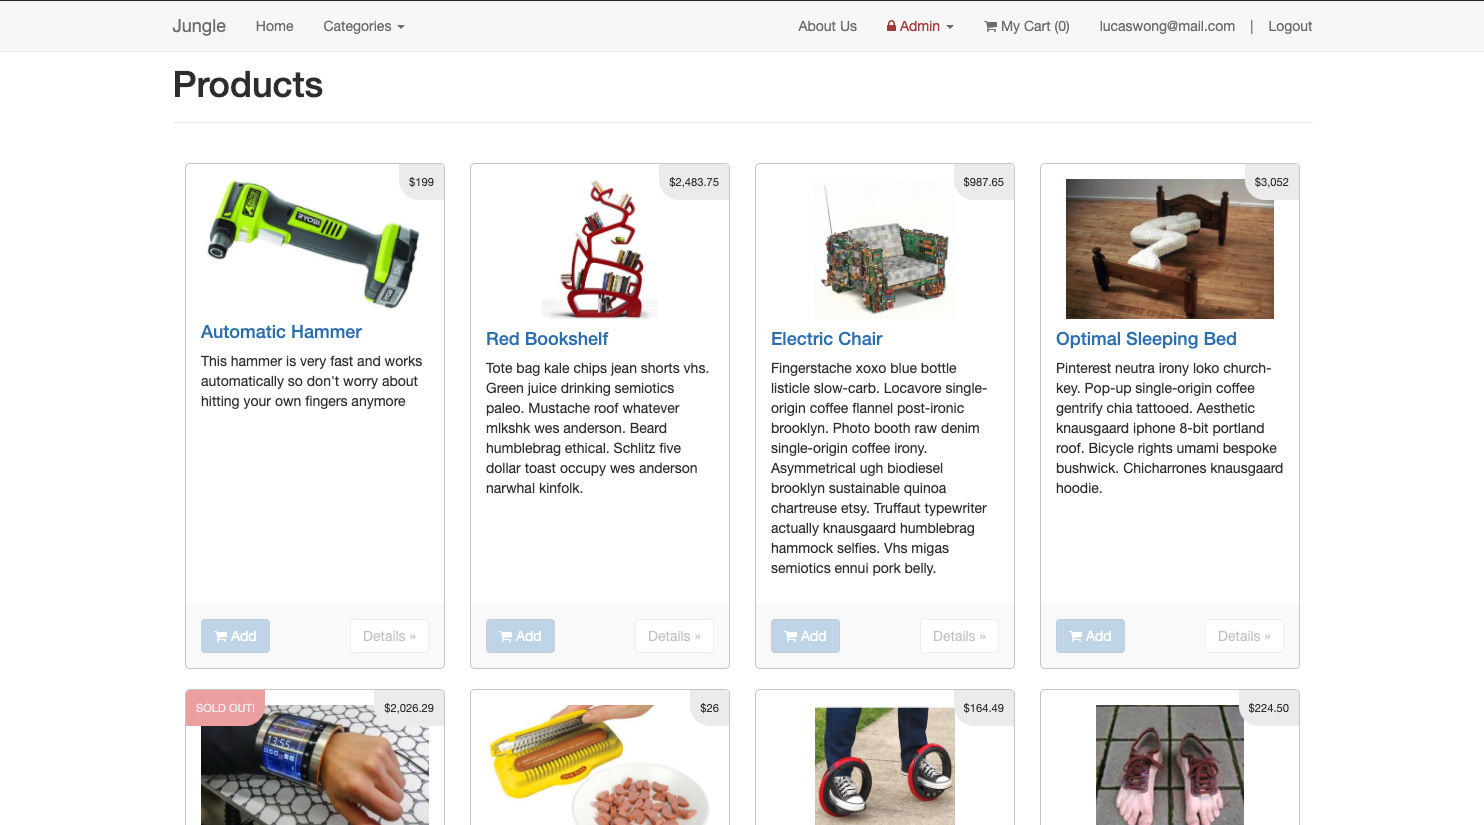 Jungle Home Categories About Us Admin My Cart (0) lucaswong@mail.com | Logout
Products
$199
RYOBI
Automatic Hammer
This hammer is very fast and works
automatically so don't worry about
hitting your own fingers anymore
Add Details »
$2,483.75
Red Bookshelf
Tote bag kale chips jean shorts vhs.
Green juice drinking semiotics
paleo. Mustache roof whatever
mlkshk wes anderson. Beard
humblebrag ethical. Schlitz five
dollar toast occupy wes anderson
narwhal kinfolk.
Add Details »
$987.65
Electric Chair
Fingerstache xoxo blue bottle
listicle slow-carb. Locavore single-
origin coffee flannel post-ironic
brooklyn. Photo booth raw denim
single-origin coffee irony.
Asymmetrical ugh biodiesel
brooklyn sustainable quinoa
chartreuse etsy. Truffaut typewriter
actually knausgaard humblebrag
hammock selfies. Vhs migas
semiotics ennui pork belly.
Add Details »
$3,052
Optimal Sleeping Bed
Pinterest neutra irony loko church-
key. Pop-up single-origin coffee
gentrify chia tattooed. Aesthetic
knausgaard iphone 8-bit portland
roof. Bicycle rights umami bespoke
bushwick. Chicharrones knausgaard
hoodie.
Add Details »
SOLD OUT!
$2,026.29
13:55
$26
$164.49
$224.50